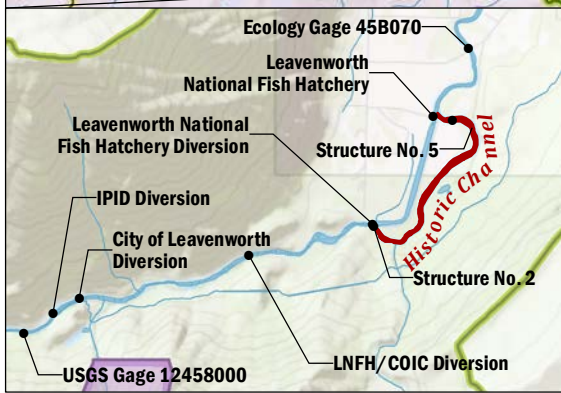 Ecology Gage 45B070
Leavenworth
National Fish Hatchery
Leavenworth National
Fish Hatchery Diversion
Structure No. 5
Historic Channel
IPID Diversion
City of Leavenworth
Diversion
Structure No. 2
LNFH/COIC Diversion
USGS Gage 12458000